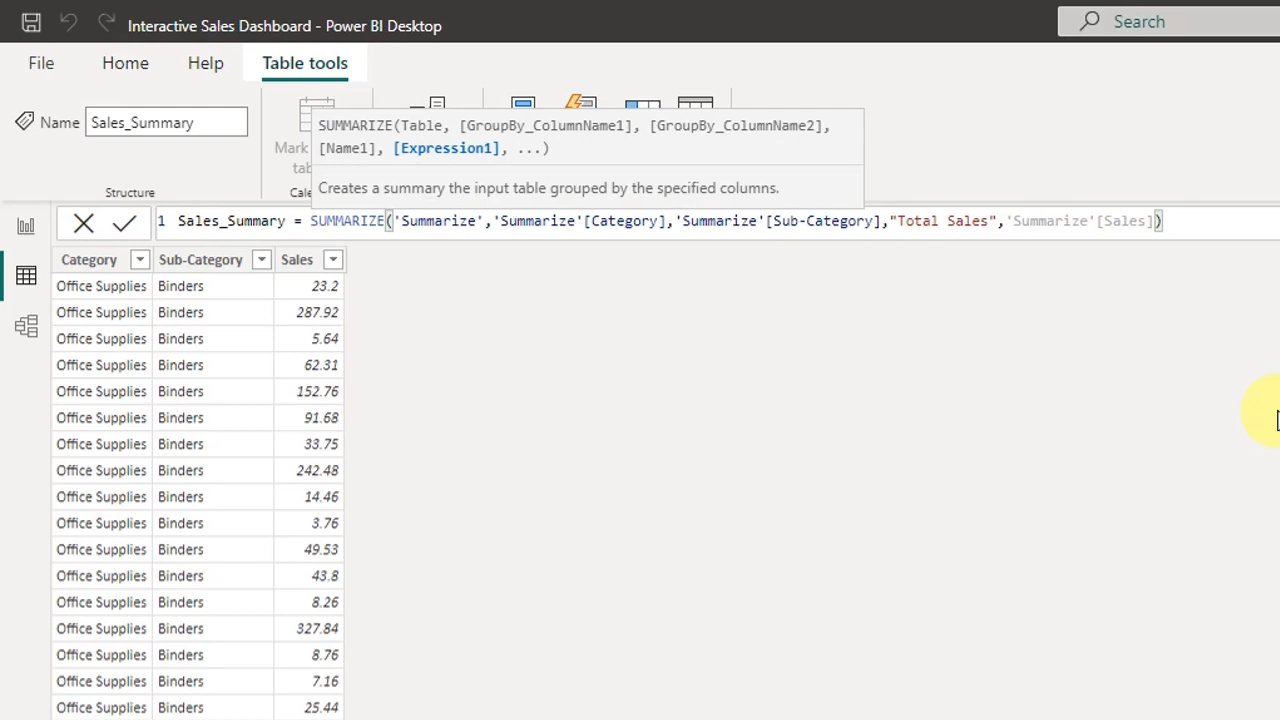 Interactive Sales Dashboard - Power BI Desktop
Search
File
Home
Help
Table tools
Name
Sales_Summary
Mark
tab
Structure
Cale
SUMMARIZE(Table, [GroupBy_ColumnName1], [GroupBy_ColumnName2],
[Name1], [Expression1], ...)
Creates a summary the input table grouped by the specified columns.
1 Sales_Summary = SUMMARIZE('Summarize','Summarize'[Category],'Summarize'[Sub-Category],"Total Sales",'Summarize'[Sales])
Category Sub-Category Sales
Office Supplies Binders 23.2
Office Supplies Binders 287.92
Office Supplies Binders 5.64
Office Supplies Binders 62.31
Office Supplies Binders 152.76
Office Supplies Binders 91.68
Office Supplies Binders 33.75
Office Supplies Binders 242.48
Office Supplies Binders 14.46
Office Supplies Binders 3.76
Office Supplies Binders 49.53
Office Supplies Binders 43.8
Office Supplies Binders 8.26
Office Supplies Binders 327.84
Office Supplies Binders 8.76
Office Supplies Binders 7.16
Office Supplies Binders 25.44